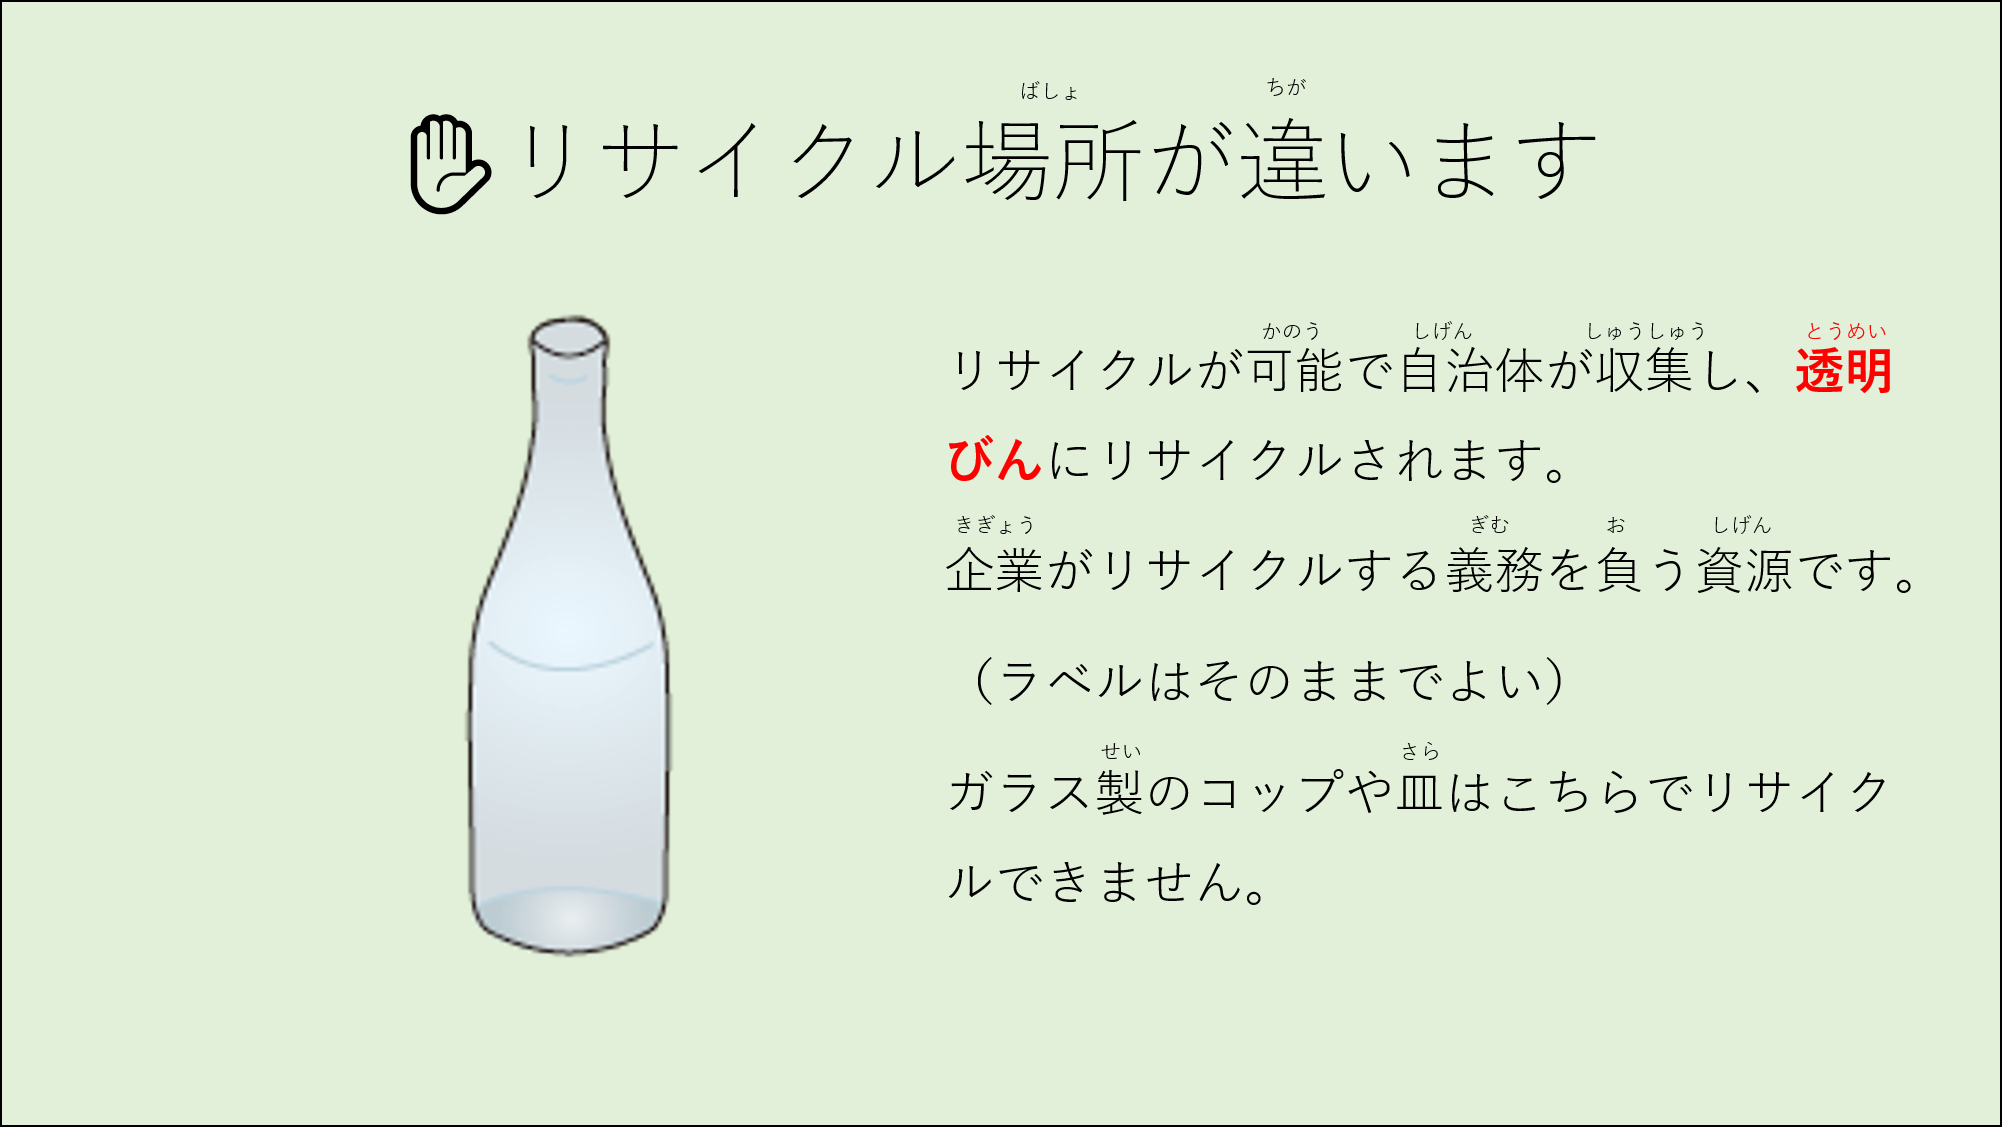 ばしょ ちが
リサイクル場所が違います
かのう しげん しゅうしゅう とうめい
リサイクルが可能で自治体が収集し、透明
びんにリサイクルされます。
きぎょう ぎむ お しげん
企業がリサイクルする義務を負う資源です。
（ラベルはそのままでよい）
せい さら
ガラス製のコップや皿はこちらでリサイク
ルできません。